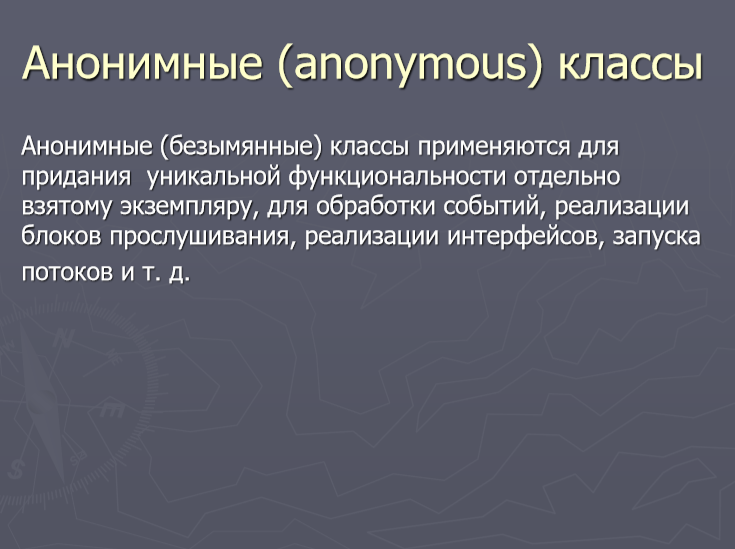 Анонимные (anonymous) классы
Анонимные (безымянные) классы применяются для
придания уникальной функциональности отдельно
взятому экземпляру, для обработки событий, реализации
блоков прослушивания, реализации интерфейсов, запуска
потоков и т. д.
N
E
m
S